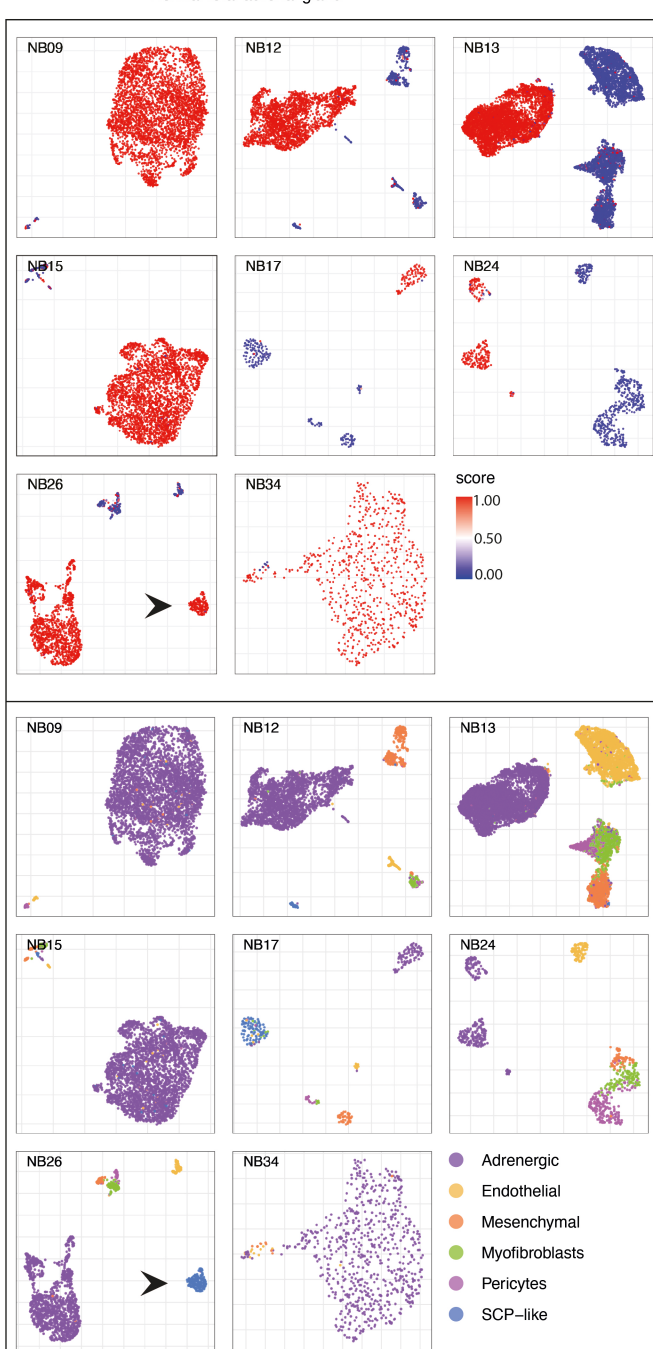 NB09 NB12 NB13
NB15 NB17 NB24
NB26 NB34
score
1.00
0.50
0.00
NB09 NB12 NB13
NB15 NB17 NB24
NB26 NB34
Adrenergic
Endothelial
Mesenchymal
Myofibroblasts
Pericytes
SCP-like